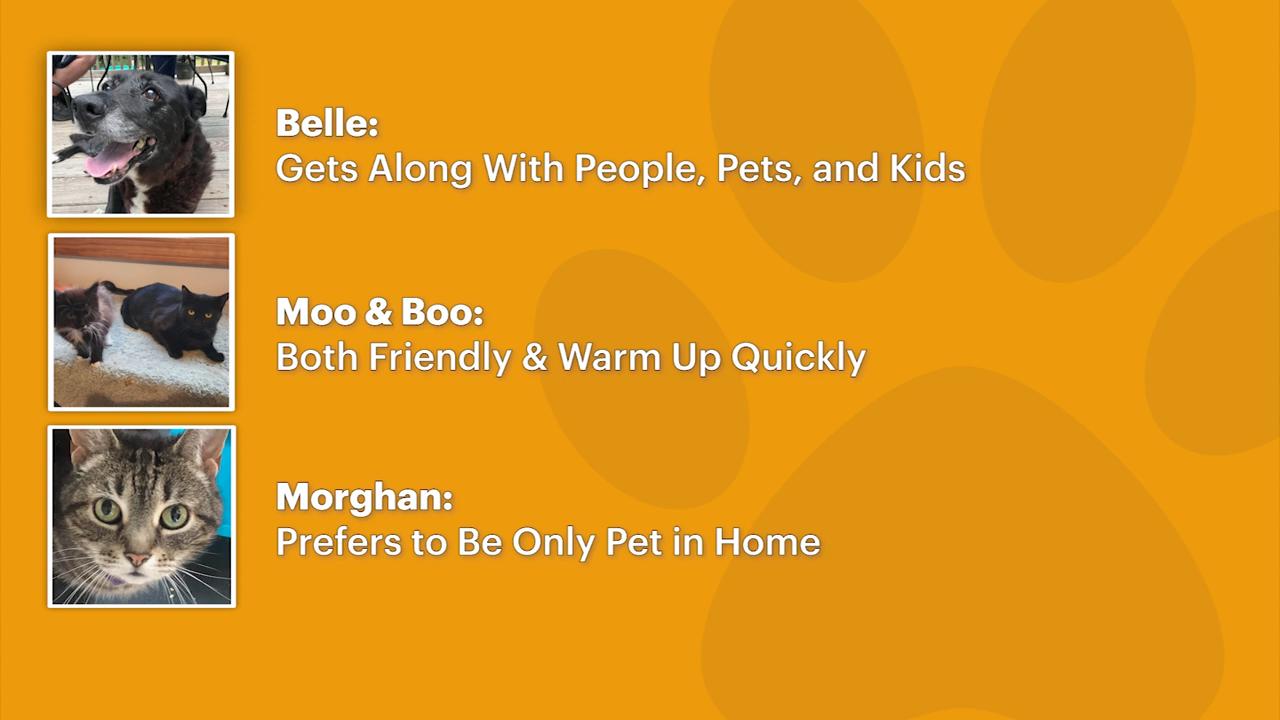 Belle:
Gets Along With People, Pets, and Kids
Moo & Boo:
Both Friendly & Warm Up Quickly
Morghan:
Prefers to Be Only Pet in Home